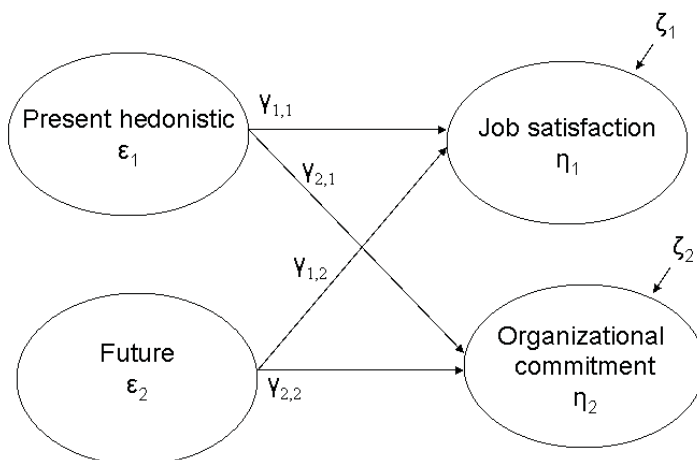 ζ1
Present hedonistic
ε1
γ1,1
Job satisfaction
η1
γ2,1
ζ2
γ1,2
Future
ε2
γ2,2
Organizational
commitment
η2